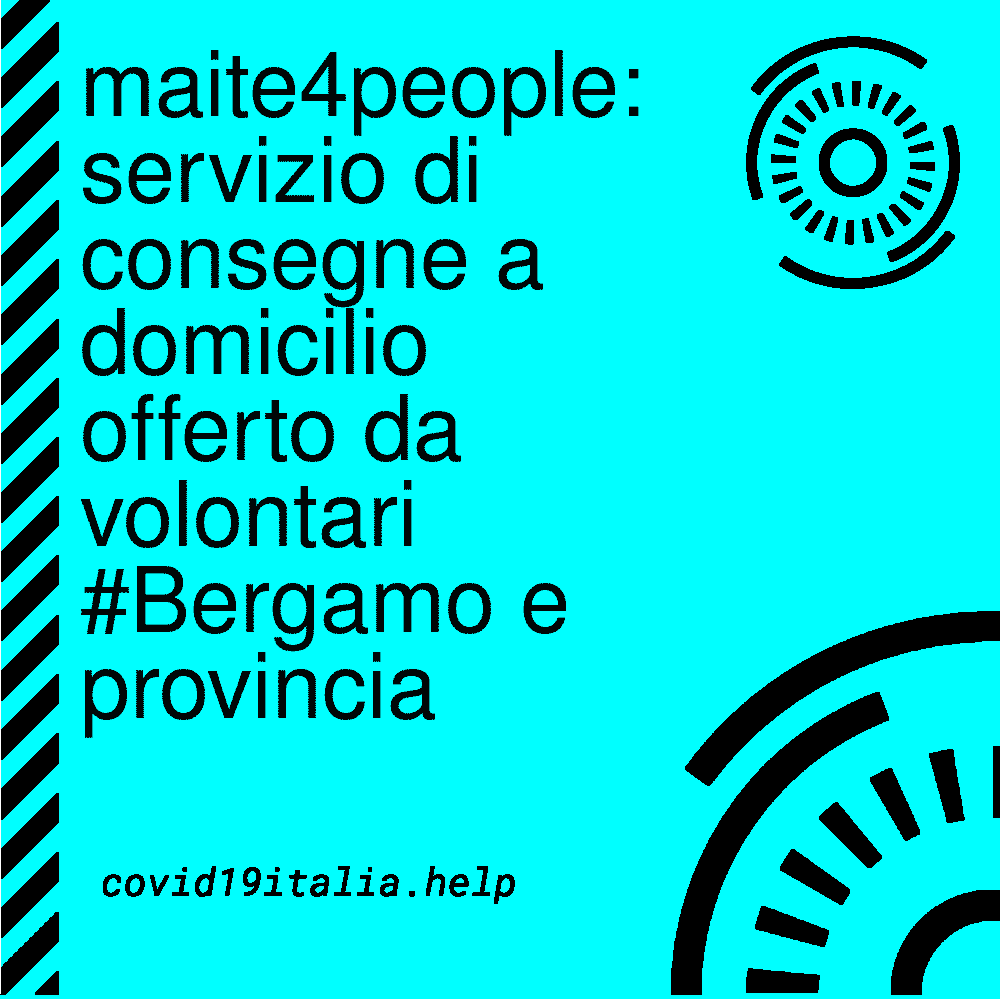 maite4people:
servizio di
consegne a
domicilio
offerto da
volontari
#Bergamo e
provincia
covid19italia.help